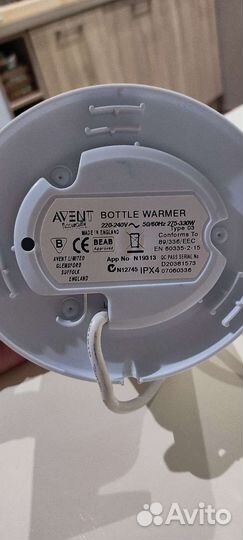 AVENT BOTTLE WARMER
220-240V ~ 50/60Hz 275-330W
MADE IN ENGLAND
Type 03
B
CE
BEAB
Approved
Conforms To
89/336/EEC
EN 60335-2-15
AVENT LIMITED
GLEMSFORD
SUFFOLK
ENGLAND
App No N19313
N12745 IPX4
QC PASS SERIAL No
D20361573
07060336
Avito